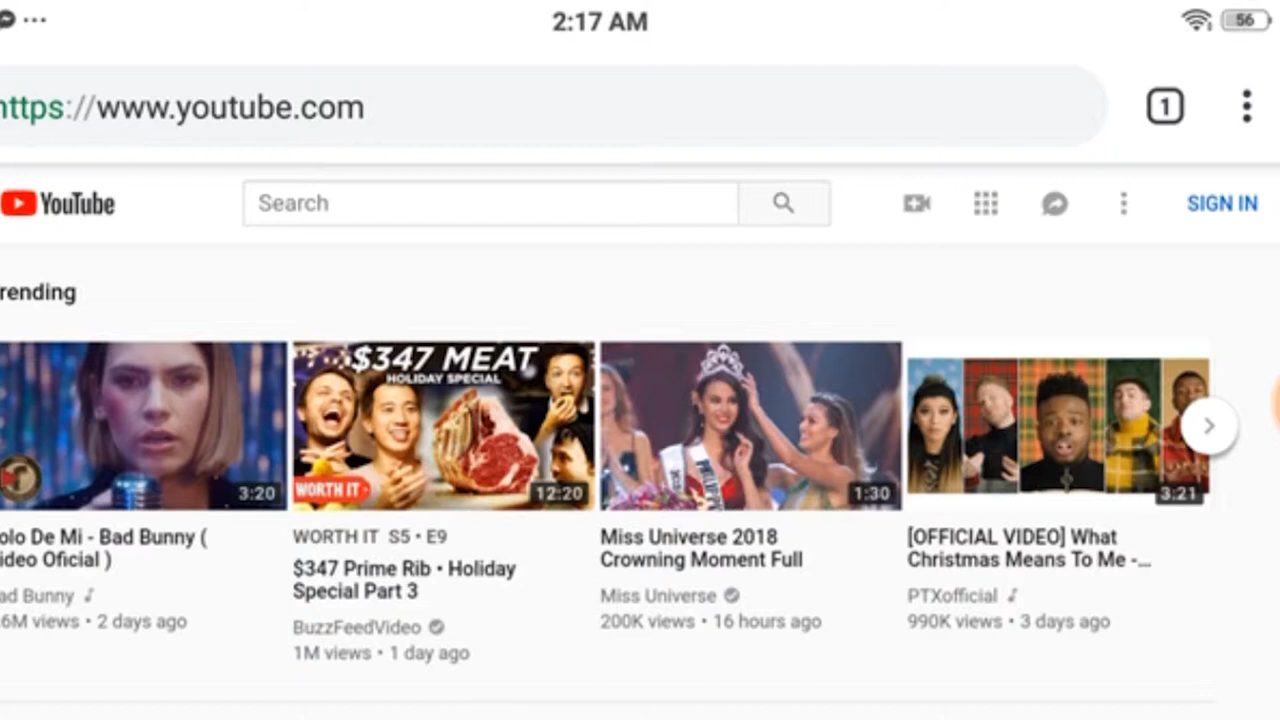 2:17 AM
56
https://www.youtube.com
1
YouTube
Search
SIGN IN
rending
$347 MEAT
HOLIDAY SPECIAL
WORTH IT
3:20
12:20
1:30
3:21
olo De Mi - Bad Bunny (
ideo Oficial )
ad Bunny
6M views • 2 days ago
WORTH IT S5 • E9
$347 Prime Rib • Holiday
Special Part 3
BuzzFeedVideo
1M views • 1 day ago
Miss Universe 2018
Crowning Moment Full
Miss Universe
200K views • 16 hours ago
[OFFICIAL VIDEO] What
Christmas Means To Me -...
PTXofficial
990K views • 3 days ago